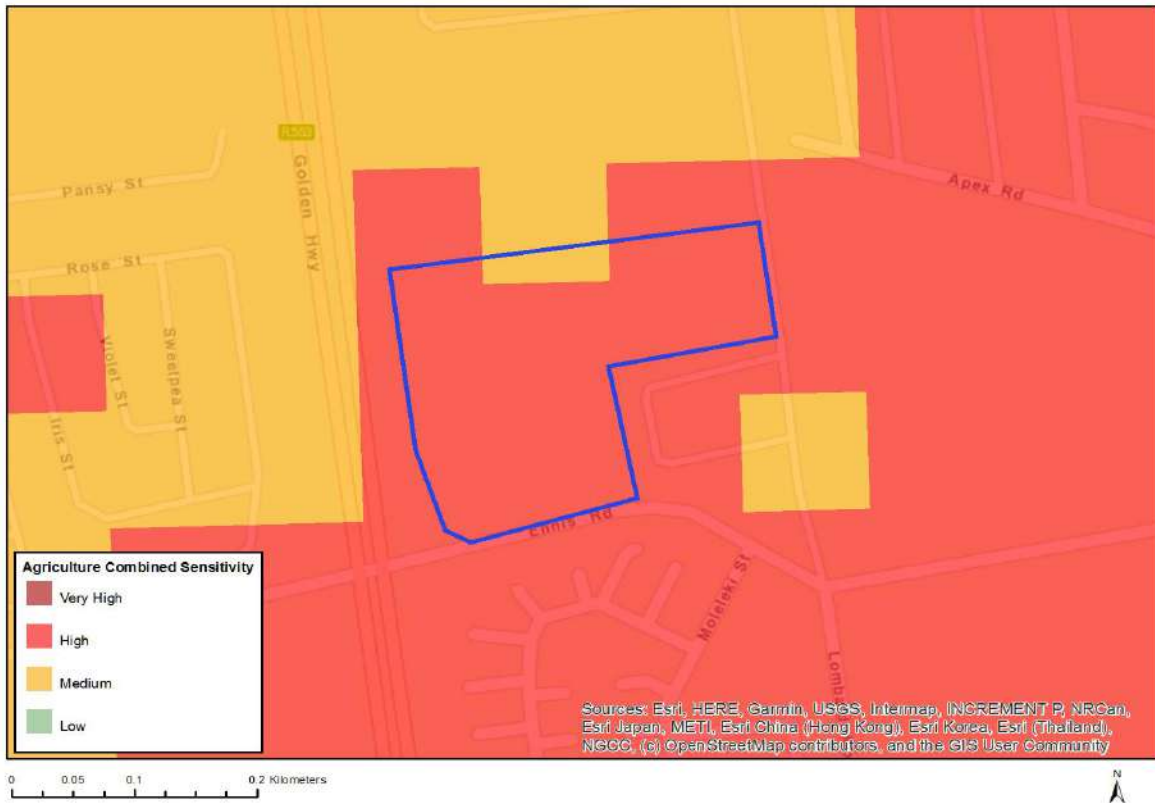 R553
Golden Hwy
Pansy St
Apex Rd
Rose St
Violet St
Sweetpea St
Iris St
Ennis Rd
Moleleki St
Agriculture Combined Sensitivity
Very High
High
Medium
Low
Sources: Esri, HERE, Garmin, USGS, Intermap, INCREMENT P, NRCan,
Esri Japan, METI, Esri China (Hong Kong), Esri Korea, Esri (Thailand),
NGCC, (c) OpenStreetMap contributors, and the GIS User Community
0 0.05 0.1 0.2 Kilometers
N